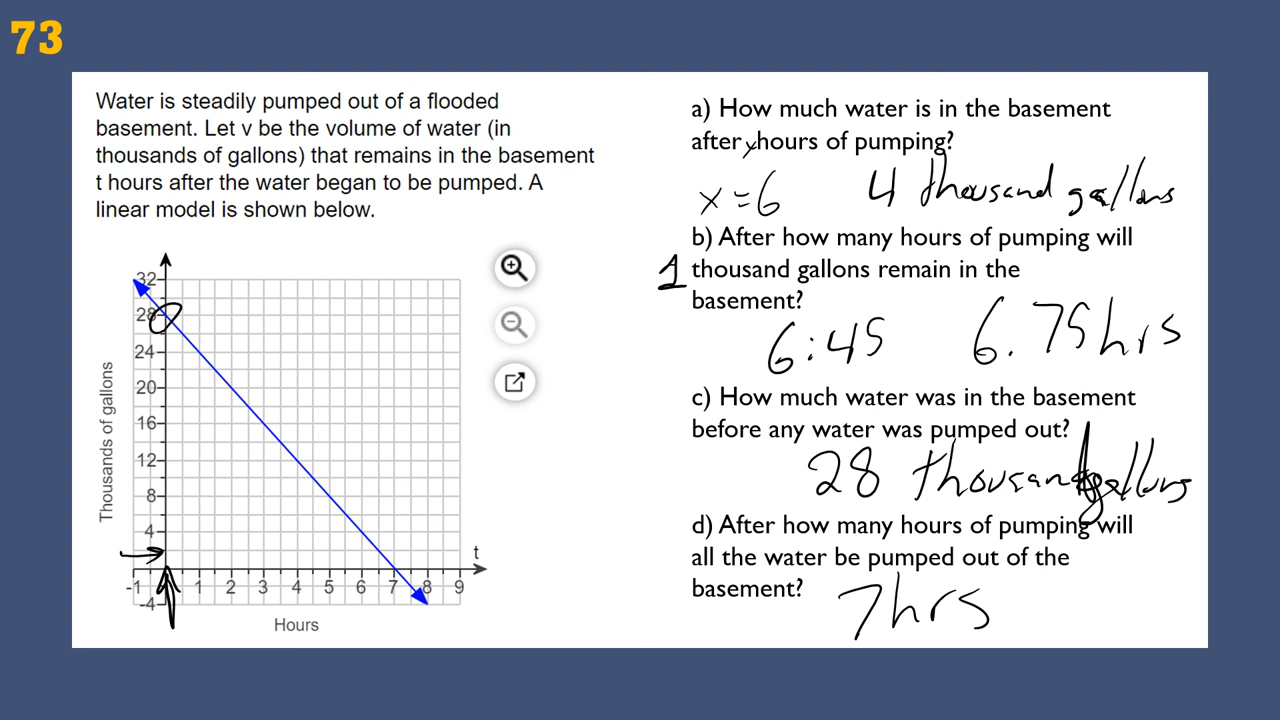 73
Water is steadily pumped out of a flooded
basement. Let v be the volume of water (in
thousands of gallons) that remains in the basement
t hours after the water began to be pumped. A
linear model is shown below.
32
28
24
20
16
12
8
4
-4
Thousands of gallons
-1 1 2 3 4 5 6 7 8 9
t
Hours
a) How much water is in the basement
after x hours of pumping?
x = 6 4 thousand gallons
b) After how many hours of pumping will
1 thousand gallons remain in the
basement?
6:45 6.75hrs
c) How much water was in the basement
before any water was pumped out?
28 thousand gallons
d) After how many hours of pumping will
all the water be pumped out of the
basement?
7hrs